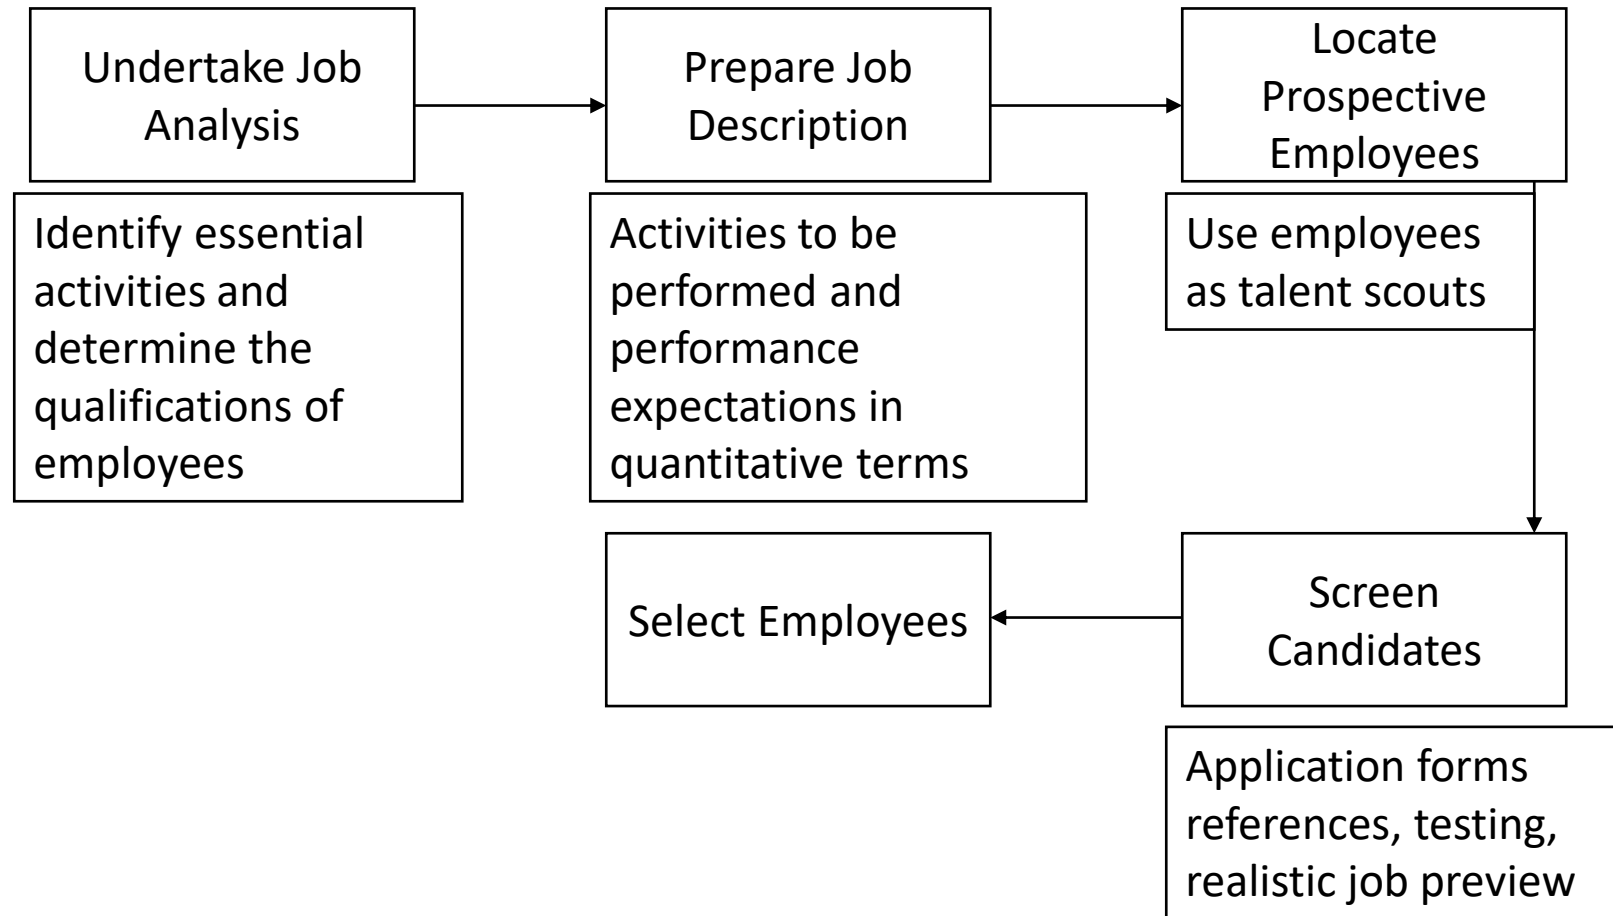 Undertake Job
Analysis
Identify essential
activities and
determine the
qualifications of
employees
Prepare Job
Description
Activities to be
performed and
performance
expectations in
quantitative terms
Locate
Prospective
Employees
Use employees
as talent scouts
Screen
Candidates
Application forms
references, testing,
realistic job preview
Select Employees